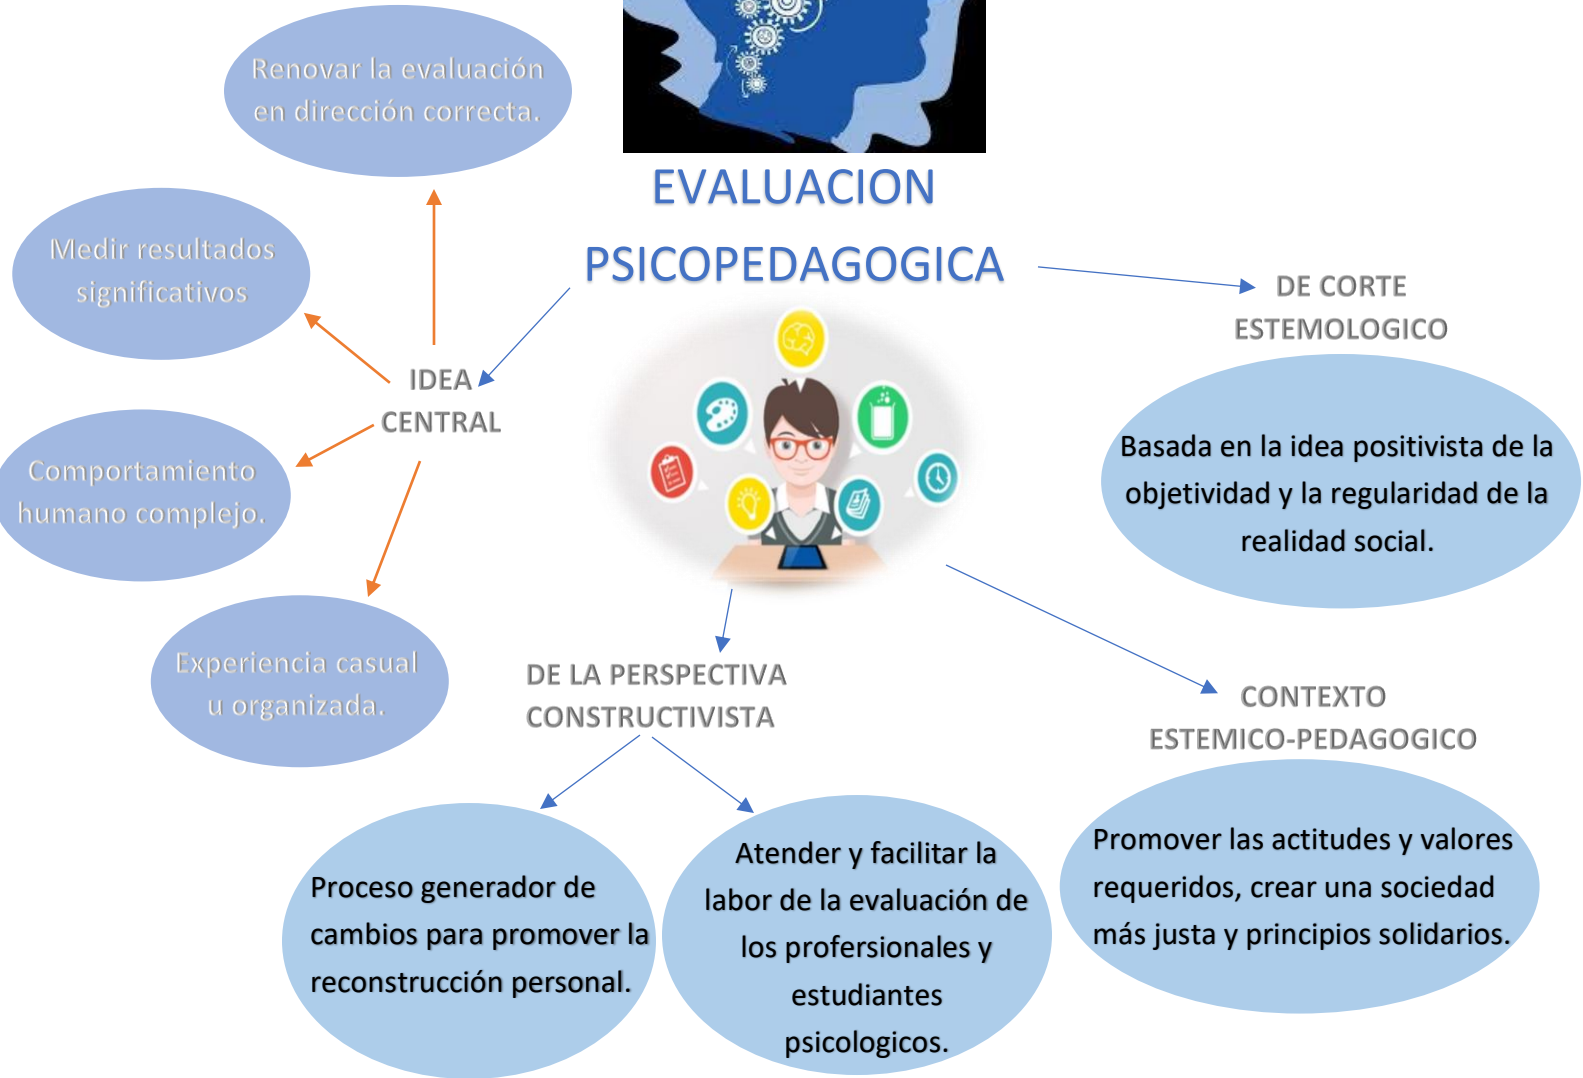 EVALUACION
PSICOPEDAGOGICA
Renovar la evaluación
en dirección correcta.
Medir resultados
significativos
IDEA
CENTRAL
Comportamiento
humano complejo.
Experiencia casual
u organizada.
DE CORTE
ESTEMOLOGICO
Basada en la idea positivista de la
objetividad y la regularidad de la
realidad social.
DE LA PERSPECTIVA
CONSTRUCTIVISTA
Proceso generador de
cambios para promover la
reconstrucción personal.
Atender y facilitar la
labor de la evaluación de
los profersionales y
estudiantes
psicologicos.
CONTEXTO
ESTEMICO-PEDAGOGICO
Promover las actitudes y valores
requeridos, crear una sociedad
más justa y principios solidarios.